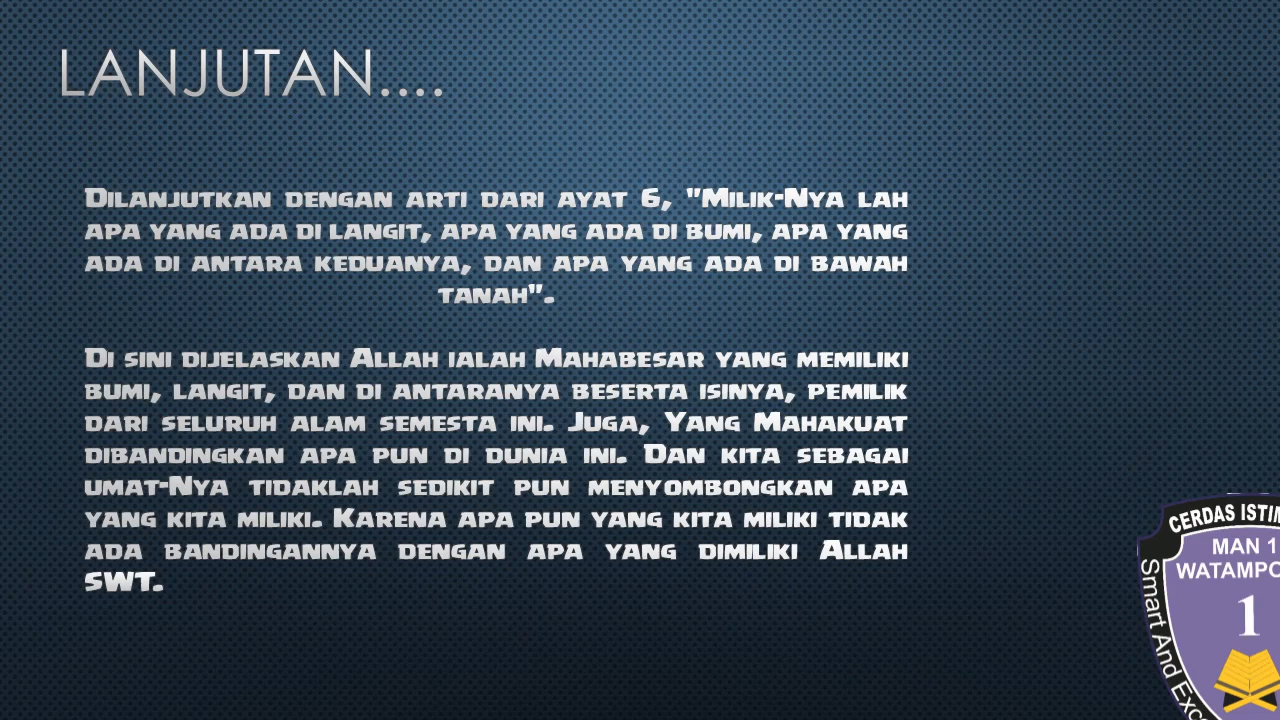 LANJUTAN....
Dilanjutkan dengan arti dari ayat 6, "Milik-Nya lah
apa yang ada di langit, apa yang ada di bumi, apa yang
ada di antara keduanya, dan apa yang ada di bawah
tanah".
Di sini dijelaskan Allah ialah Mahabesar yang memiliki
bumi, langit, dan di antaranya beserta isinya, pemilik
dari seluruh alam semesta ini. Juga, Yang Mahakuat
dibandingkan apa pun di dunia ini. Dan kita sebagai
umat-Nya tidaklah sedikit pun menyombongkan apa
yang kita miliki. Karena apa pun yang kita miliki tidak
ada bandingannya dengan apa yang dimiliki Allah
SWT.
CERDAS
MAN 1
1
Smart And